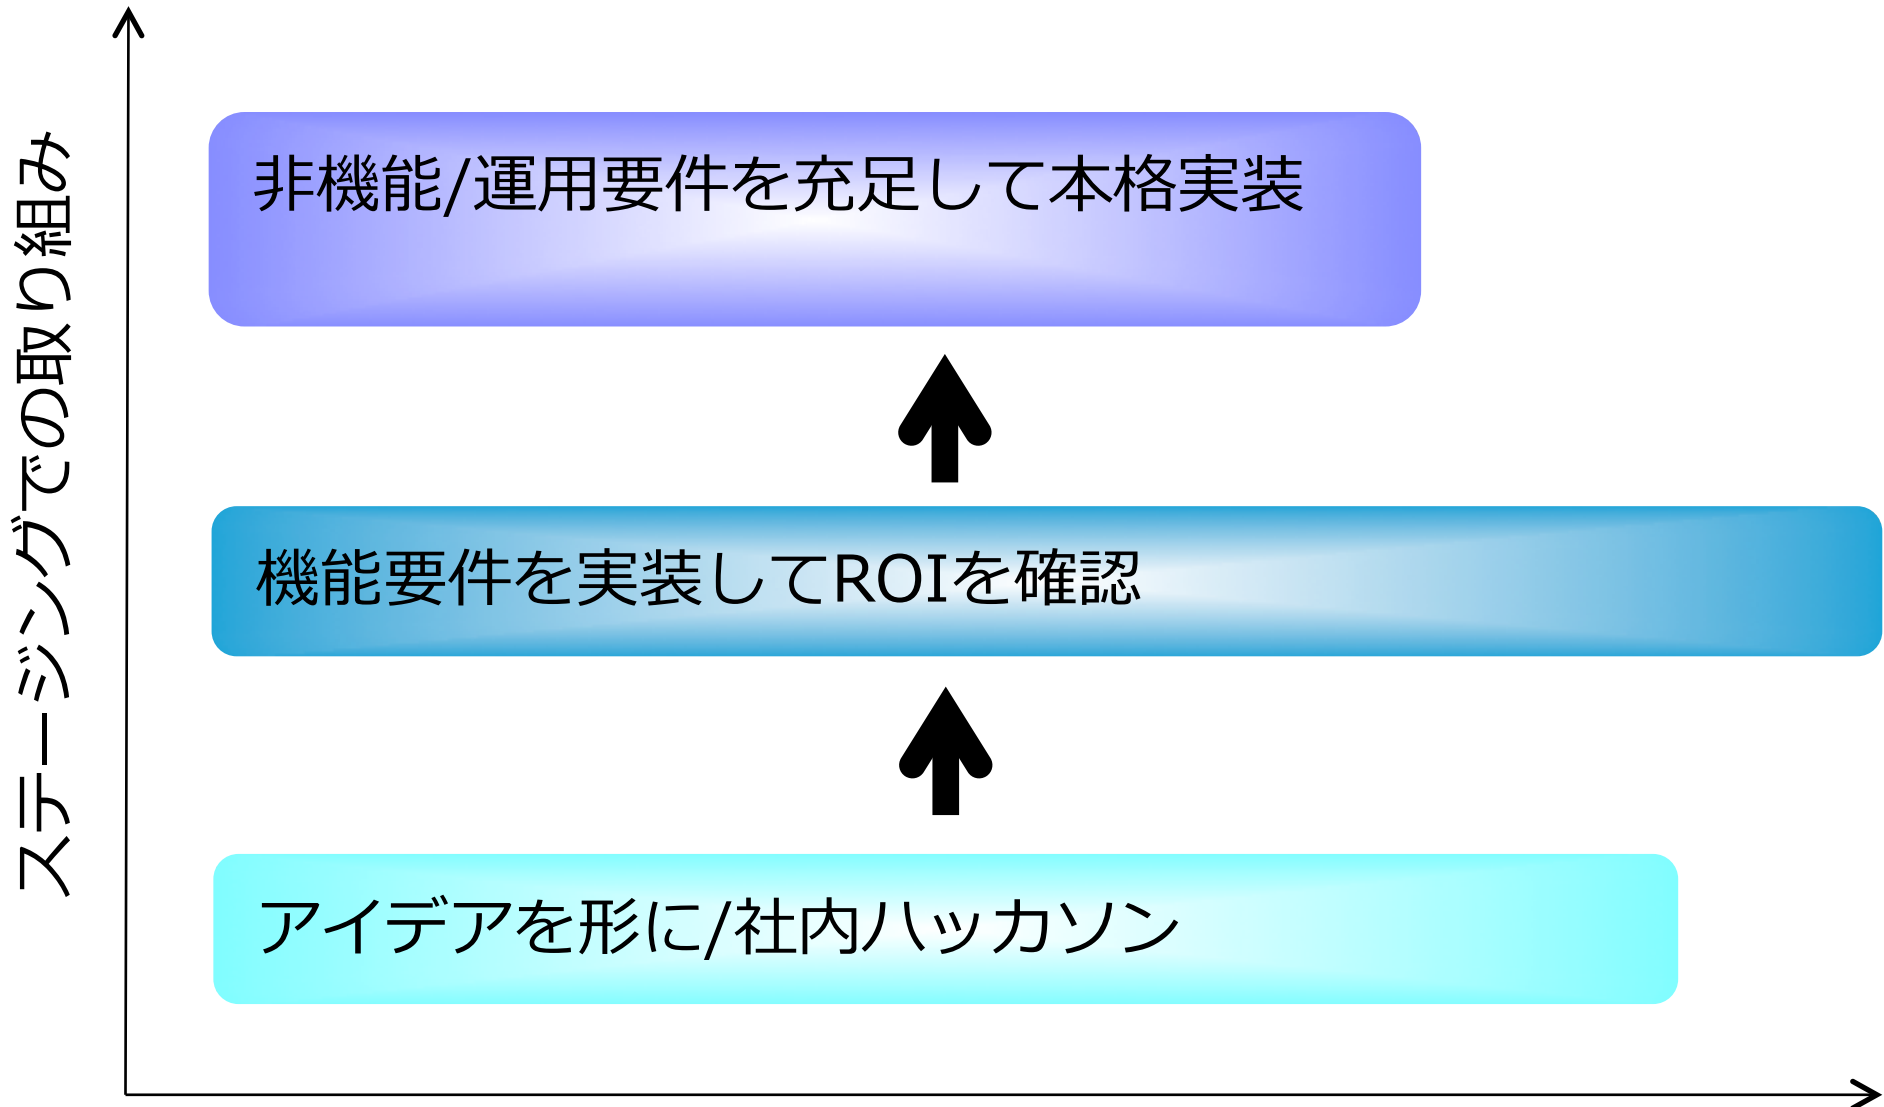 ステージングでの取り組み
非機能/運用要件を充足して本格実装
機能要件を実装してROIを確認
アイデアを形に/社内ハッカソン